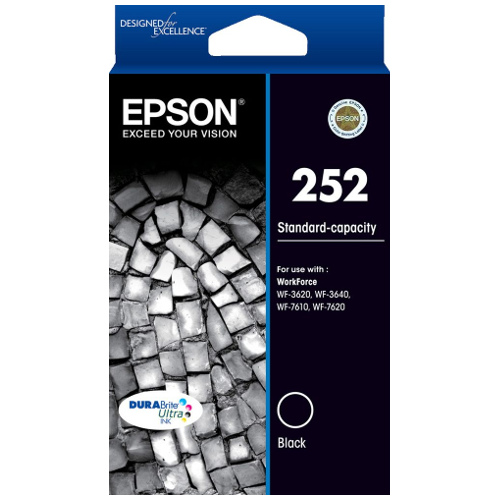 DESIGNED for
EXCELLENCE
EPSON®
EXCEED YOUR VISION
EPSON
252
Standard-capacity
For use with :
WorkForce
WF-3620, WF-3640,
WF-7610, WF-7620
DURABrite
Ultra
INK
Black